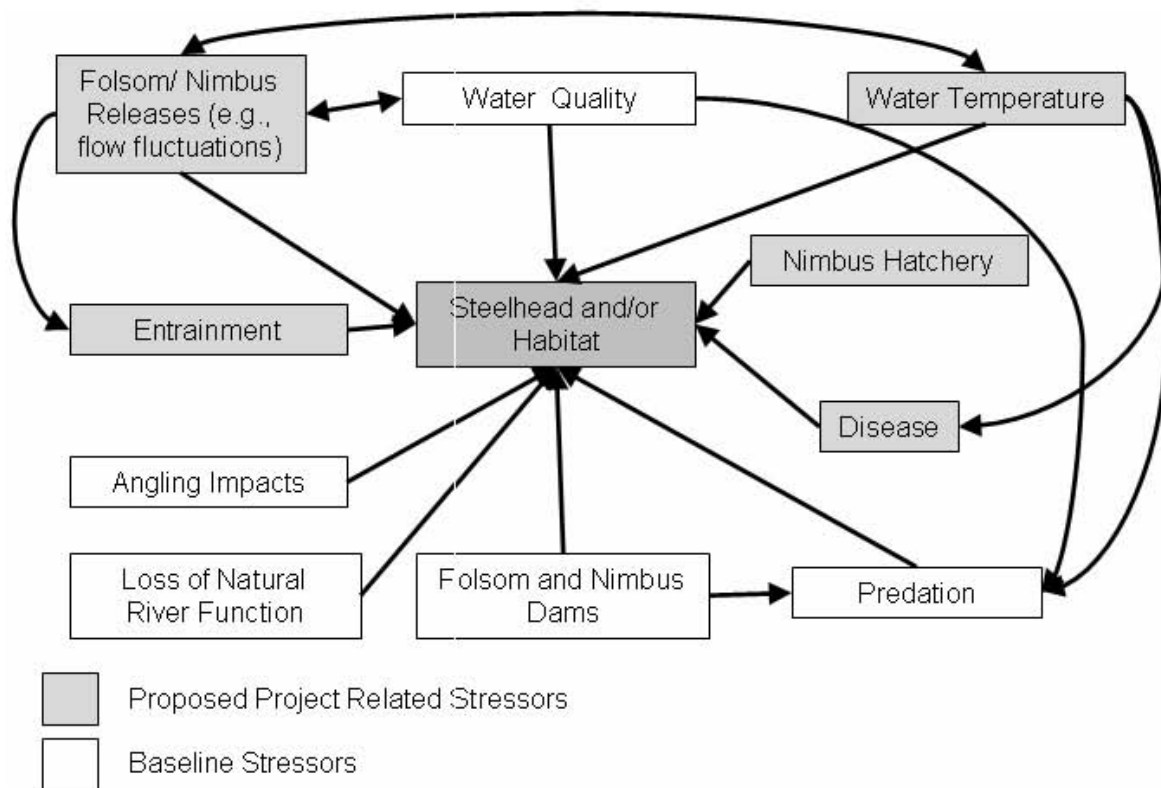 Folsom/ Nimbus
Releases (e.g.,
flow fluctuations)
Water Quality
Water Temperature
Nimbus Hatchery
Steelhead and/or
Habitat
Entrainment
Disease
Angling Impacts
Loss of Natural
River Function
Folsom and Nimbus
Dams
Predation
Proposed Project Related Stressors
Baseline Stressors